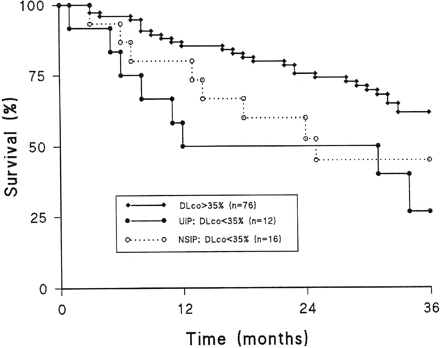 100
75
50
25
0
Survival (%)
DLco>35% (n=76)
UIP; DLco<35% (n=12)
NSIP; DLco<35% (n=16)
0 12 24 36
Time (months)